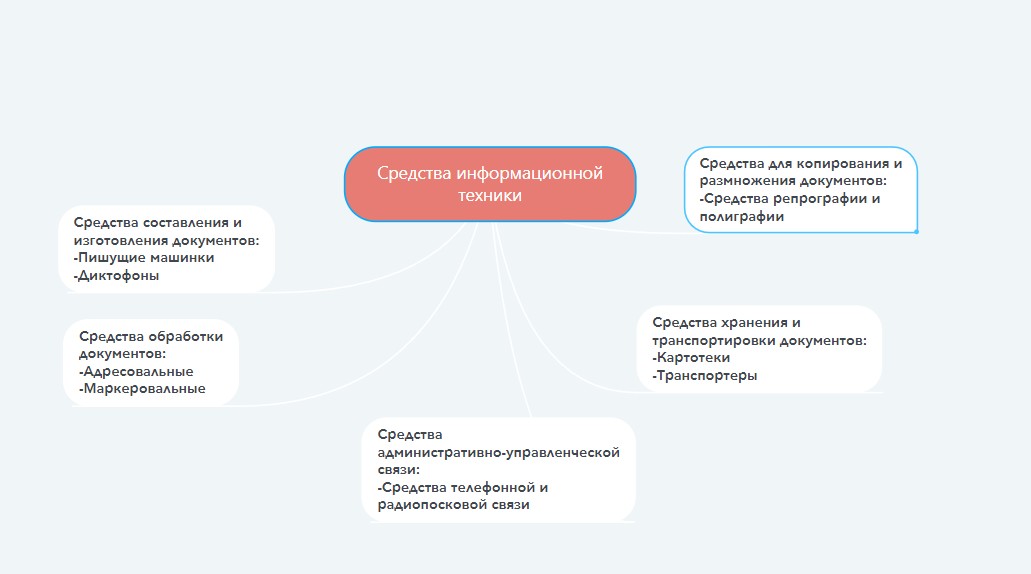 Средства информационной
техники
Средства для копирования и
размножения документов:
-Средства репрографии и
полиграфии
Средства составления и
изготовления документов:
-Пишущие машинки
-Диктофоны
Средства хранения и
транспортировки документов:
-Картотеки
-Транспортеры
Средства обработки
документов:
-Адресовальные
-Маркеровальные
Средства
административно-управленческой
связи:
-Средства телефонной и
радиопосковой связи